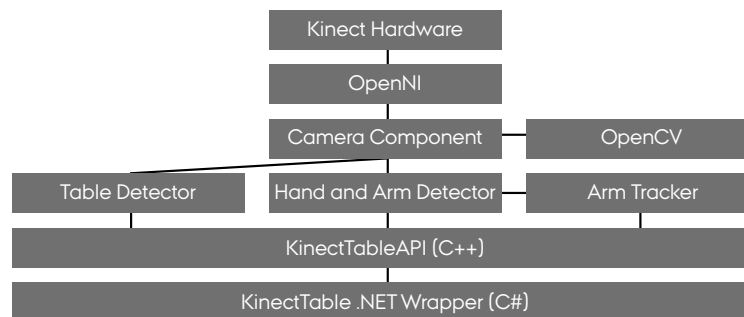 Kinect Hardware
OpenNI
Camera Component
OpenCV
Table Detector
Hand and Arm Detector
Arm Tracker
KinectTableAPI (C++)
KinectTable .NET Wrapper (C#)